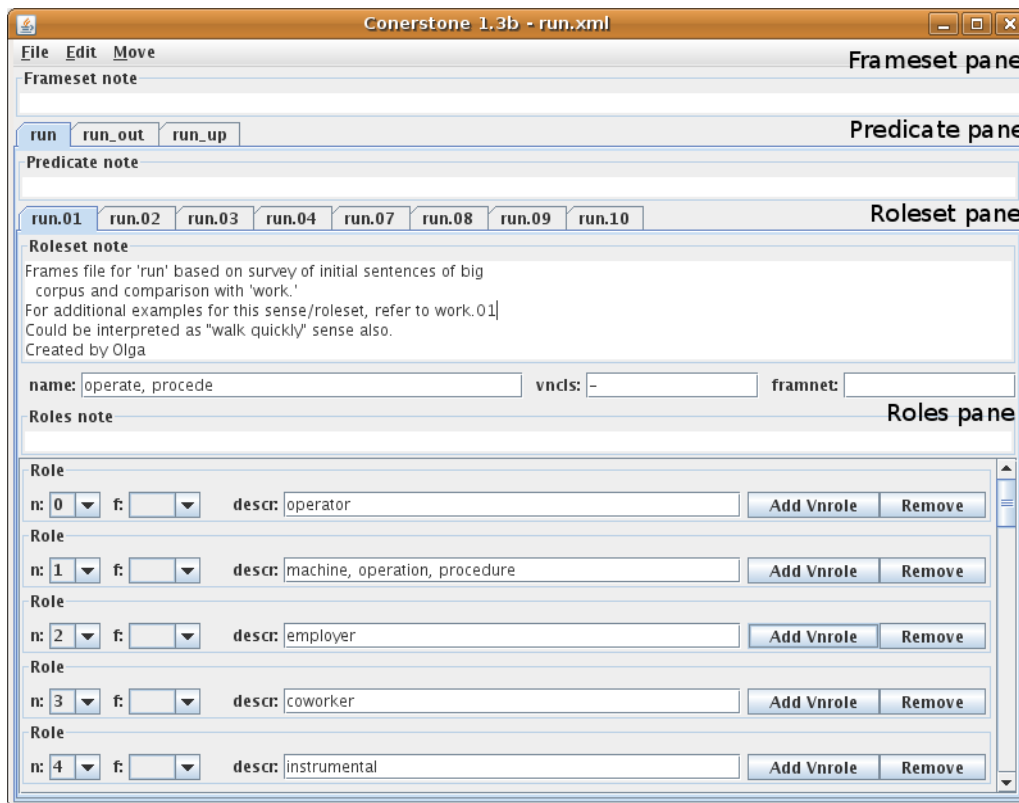 Conerstone 1.3b - run.xml
File Edit Move
Frameset pane
Frameset note
run run_out run_up
Predicate pane
Predicate note
run.01 run.02 run.03 run.04 run.07 run.08 run.09 run.10
Roleset pane
Roleset note
Frames file for 'run' based on survey of initial sentences of big
corpus and comparison with 'work.'
For additional examples for this sense/roleset, refer to work.01
Could be interpreted as "walk quickly" sense also.
Created by Olga
name: operate, procede vncls: - framnet:
Roles pane
Roles note
Role
n: 0 f: descr: operator Add Vnrole Remove
Role
n: 1 f: descr: machine, operation, procedure Add Vnrole Remove
Role
n: 2 f: descr: employer Add Vnrole Remove
Role
n: 3 f: descr: coworker Add Vnrole Remove
Role
n: 4 f: descr: instrumental Add Vnrole Remove